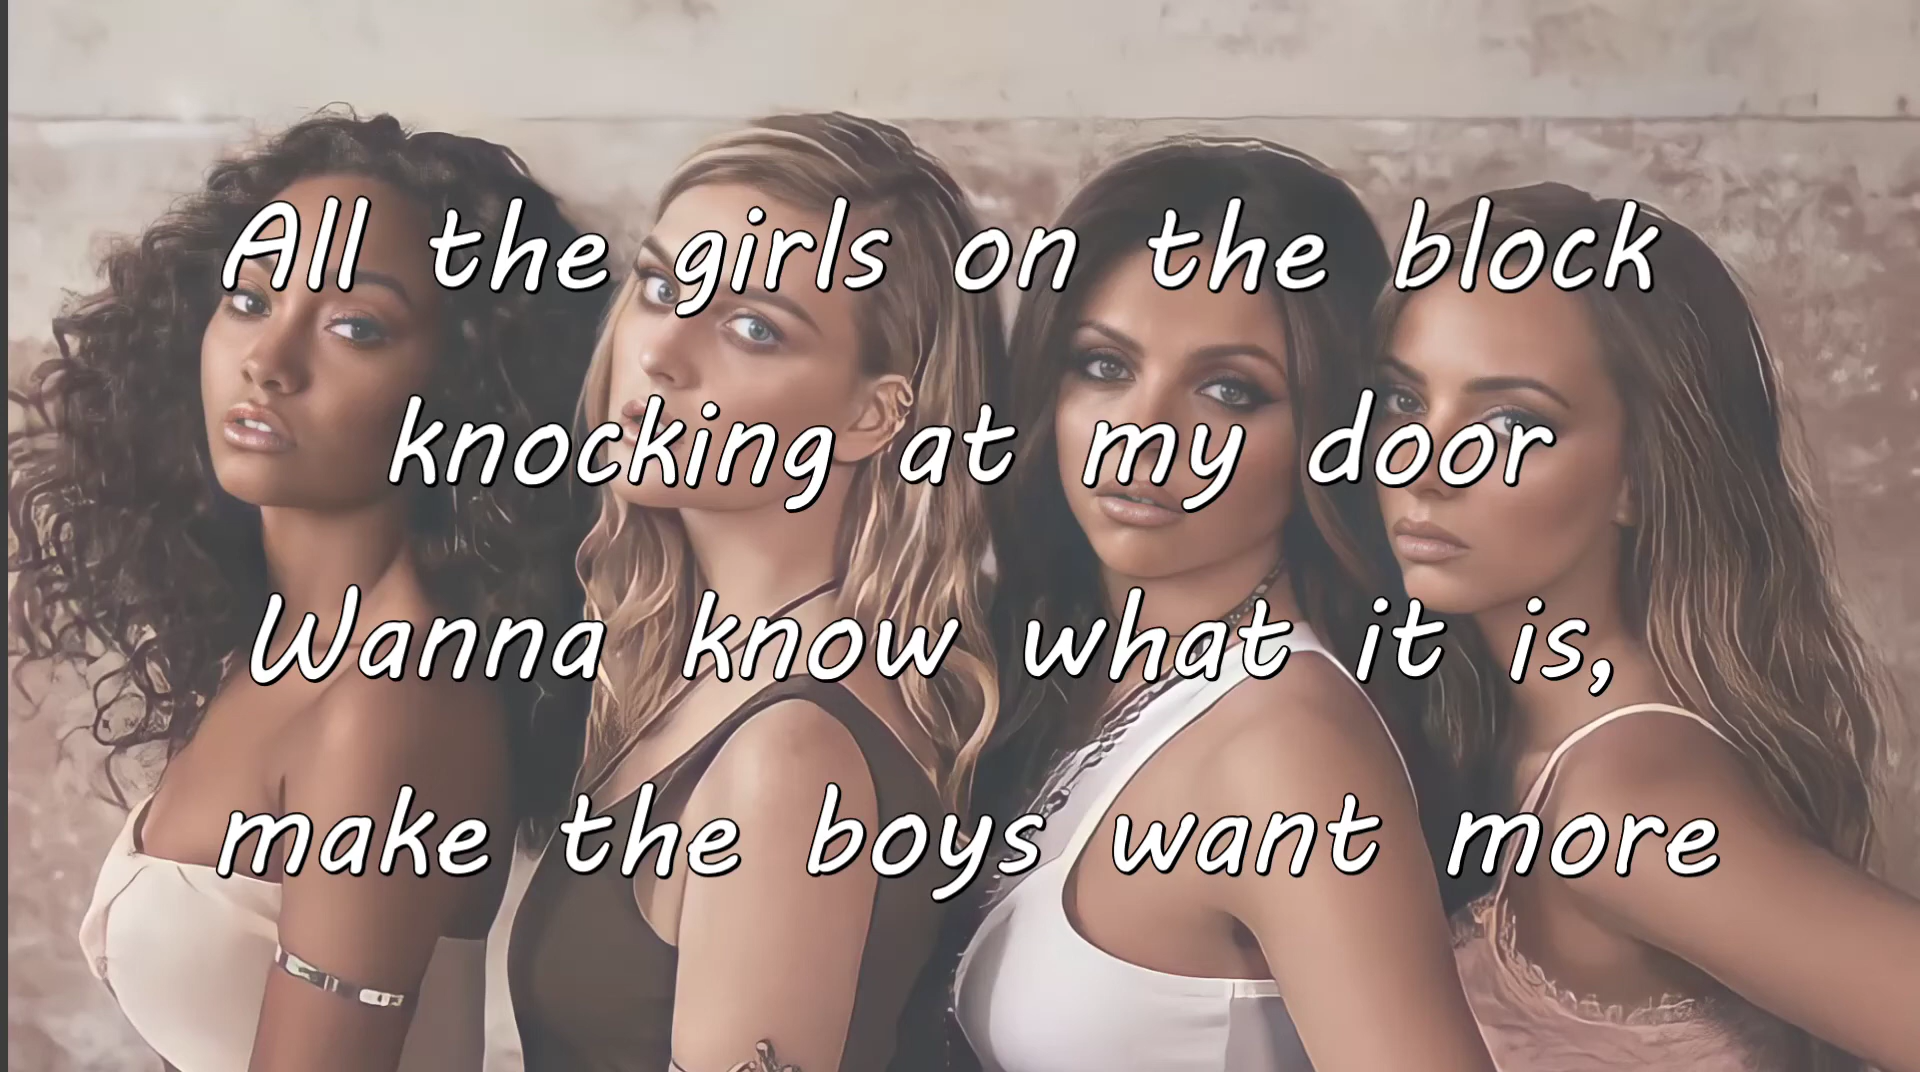 All the girls on the block
knocking at my door
Wanna know what it is,
make the boys want more